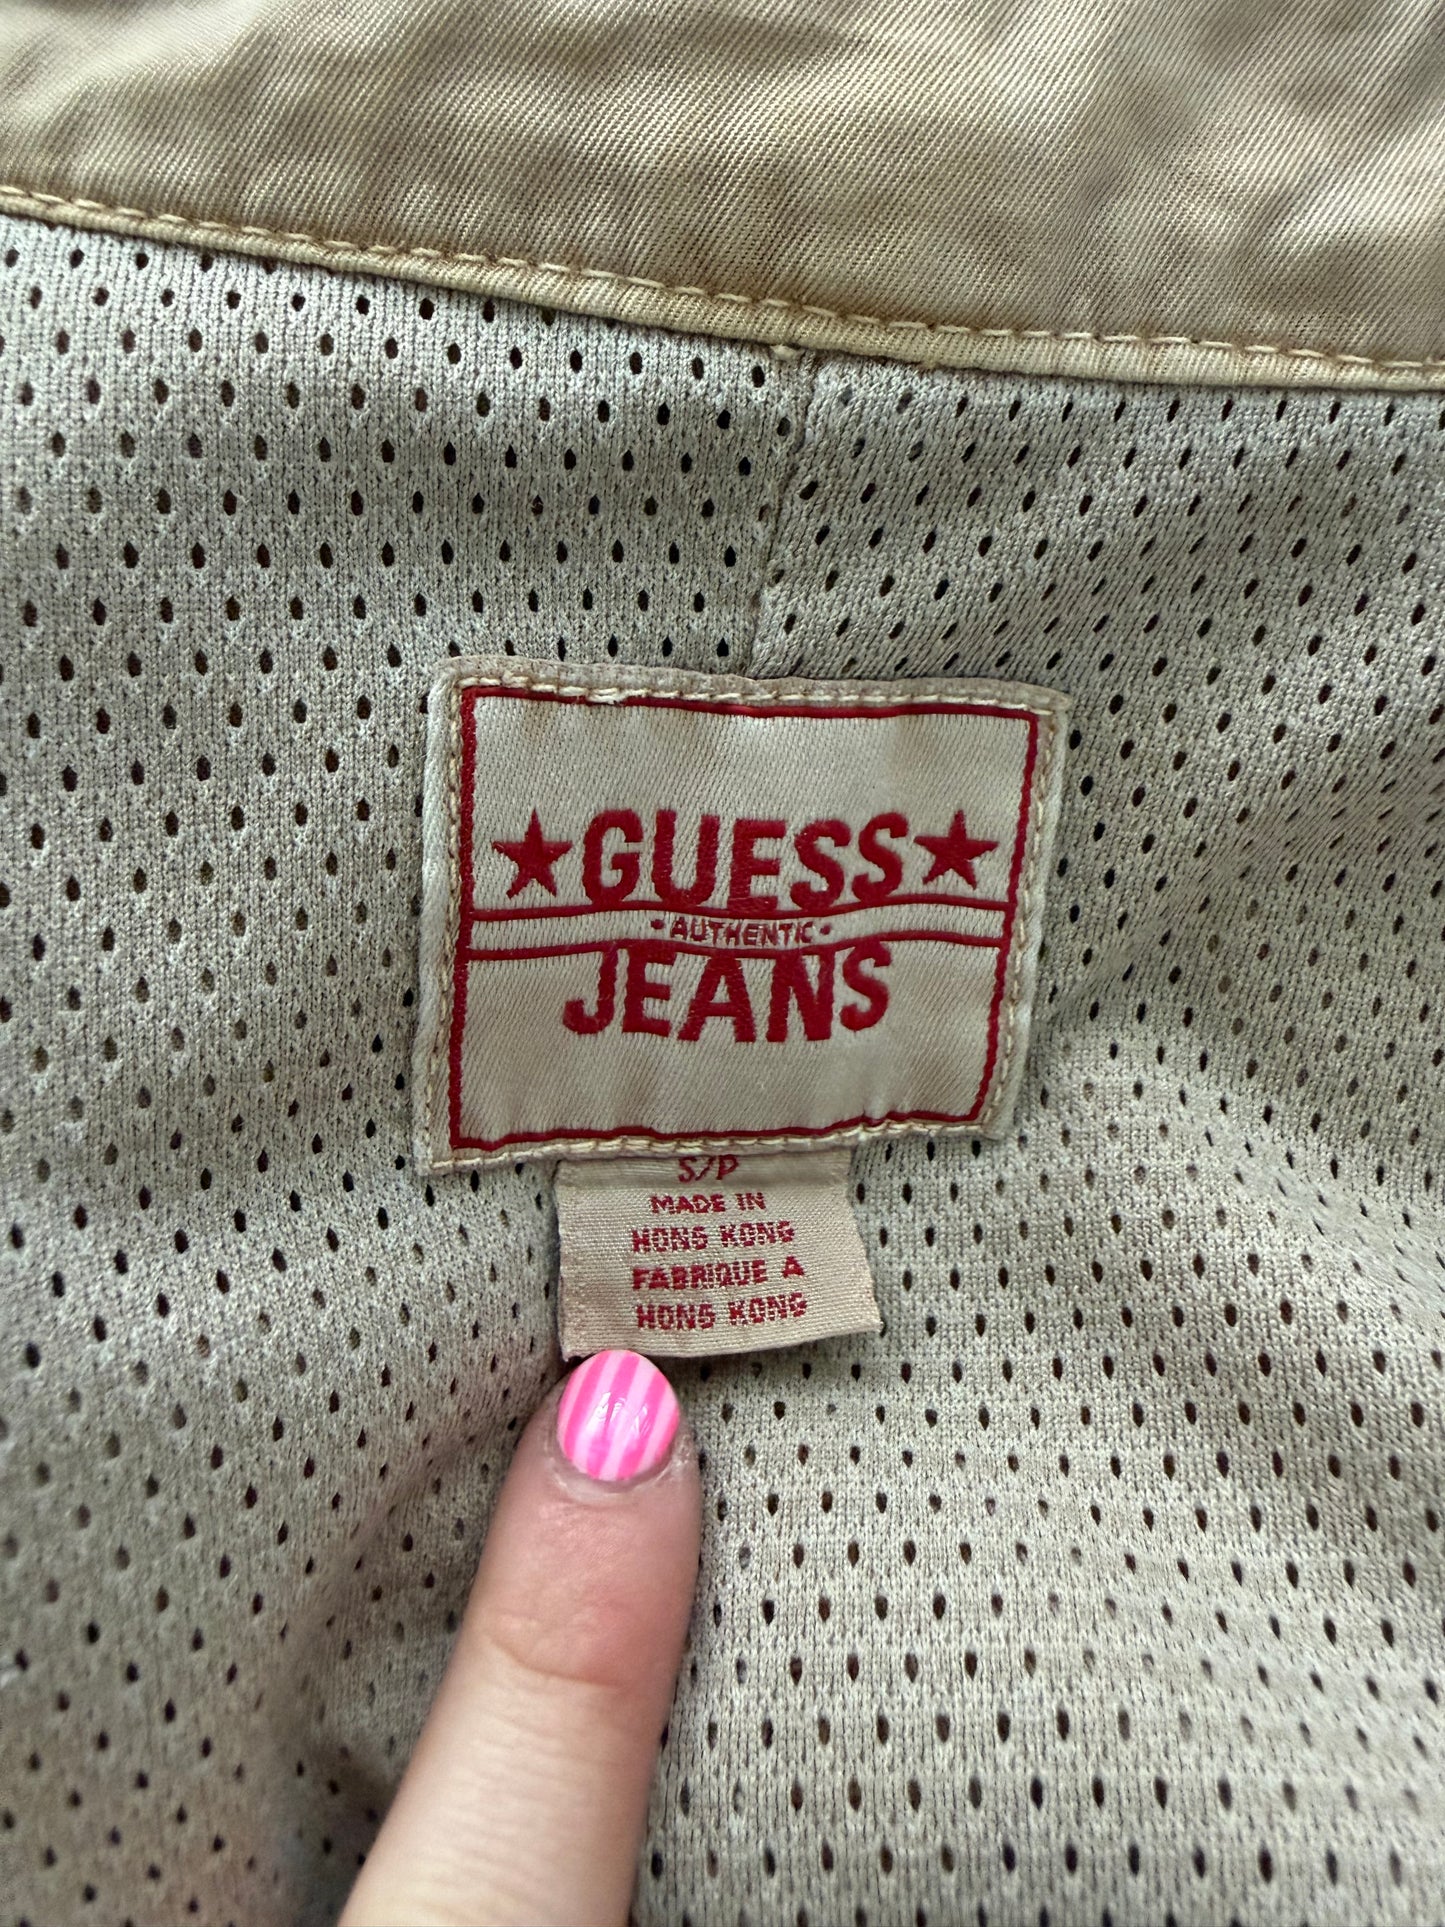 ★GUESS★
• AUTHENTIC •
JEANS
S/P
MADE IN
HONG KONG
FABRIQUE A
HONG KONG